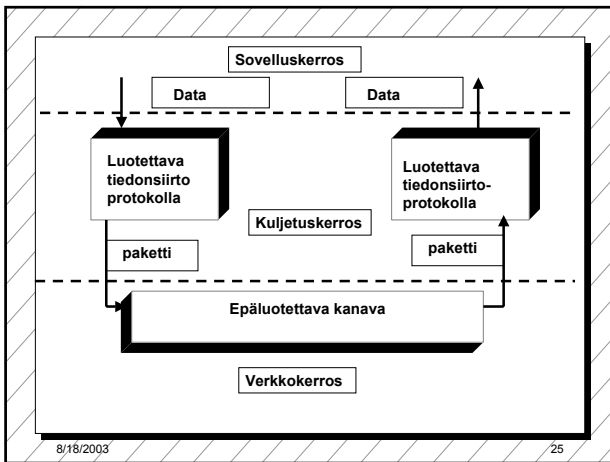 Sovelluskerros
Data
Data
Luotettava
tiedonsiirto
protokolla
Luotettava
tiedonsiirto-
protokolla
Kuljetuskerros
paketti
paketti
Epäluotettava kanava
Verkkokerros
8/18/2003
25